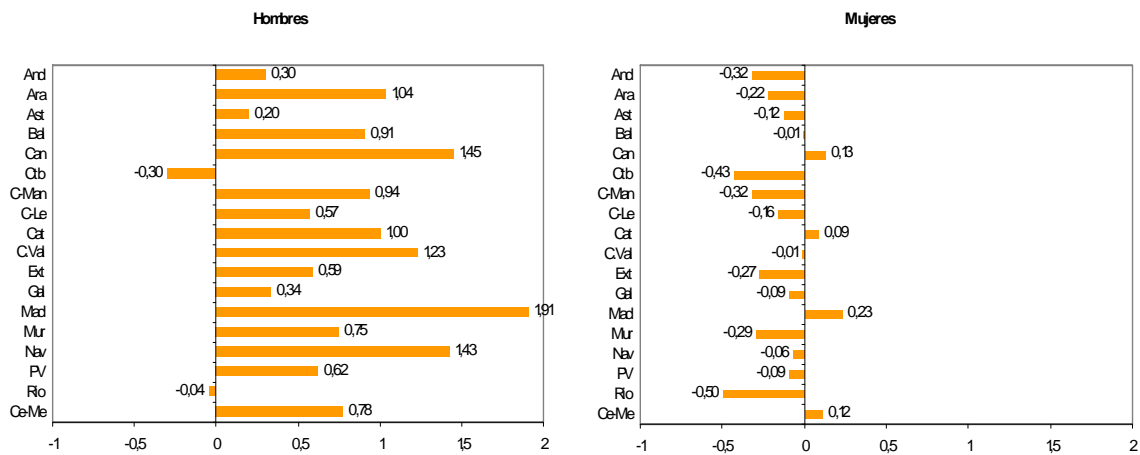 Hombres
And 0,30
Ara 1,04
Ast 0,20
Bal 0,91
Can 1,45
Ctb -0,30
C-Man 0,94
C-Le 0,57
Cat 1,00
C.Val 1,23
Ext 0,59
Gal 0,34
Mad 1,91
Mur 0,75
Nav 1,43
PV 0,62
Rio -0,04
Ce-Me 0,78
-1 -0,5 0 0,5 1 1,5 2
Mujeres
And -0,32
Ara -0,22
Ast -0,12
Bal -0,01
Can 0,13
Ctb -0,43
C-Man -0,32
C-Le -0,16
Cat 0,09
C.Val -0,01
Ext -0,27
Gal -0,09
Mad 0,23
Mur -0,29
Nav -0,06
PV -0,09
Rio -0,50
Ce-Me 0,12
-1 -0,5 0 0,5 1 1,5 2